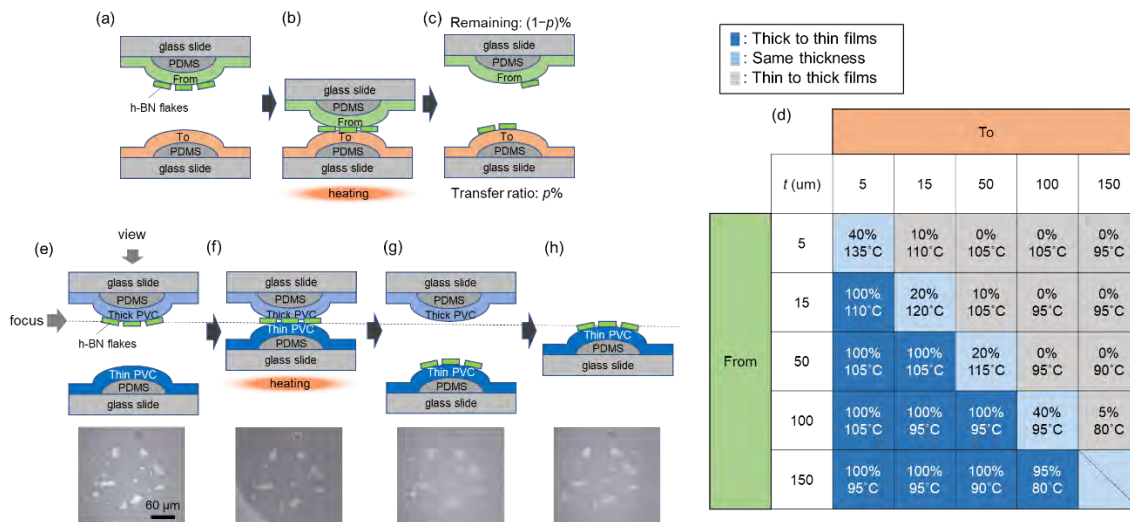 (a)
glass slide
PDMS
From
h-BN flakes
To
PDMS
glass slide
(b)
glass slide
PDMS
From
To
PDMS
glass slide
heating
(c)
Remaining: (1−p)%
glass slide
PDMS
From
To
PDMS
glass slide
Transfer ratio: p%
: Thick to thin films
: Same thickness
: Thin to thick films
(d)
To
t (um) 5 15 50 100 150
From
5 40% 10% 0% 0% 0%
135˚C 110˚C 105˚C 105˚C 95˚C
15 100% 20% 10% 0% 0%
110˚C 120˚C 105˚C 95˚C 95˚C
50 100% 100% 20% 0% 0%
105˚C 105˚C 115˚C 95˚C 90˚C
100 100% 100% 100% 40% 5%
105˚C 95˚C 95˚C 95˚C 80˚C
150 100% 100% 100% 95%
95˚C 95˚C 90˚C 80˚C
(e)
view
glass slide
PDMS
Thick PVC
focus
h-BN flakes
Thin PVC
PDMS
glass slide
60 μm
(f)
glass slide
PDMS
Thick PVC
Thin PVC
PDMS
glass slide
heating
(g)
glass slide
PDMS
Thick PVC
Thin PVC
PDMS
glass slide
(h)
Thin PVC
PDMS
glass slide